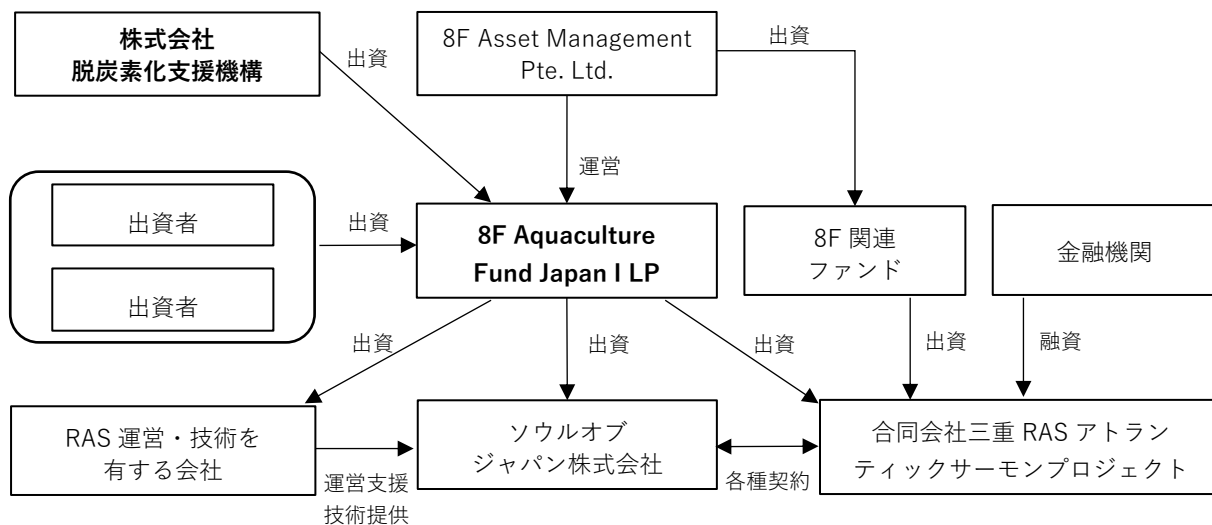 株式会社
脱炭素化支援機構
出資
8F Asset Management
Pte. Ltd.
出資
運営
出資者
出資者
出資
8F Aquaculture
Fund Japan I LP
8F 関連
ファンド
金融機関
出資
出資
出資
出資
融資
RAS 運営・技術を
有する会社
運営支援
技術提供
ソウルオブ
ジャパン株式会社
各種契約
合同会社三重 RAS アトラン
ティックサーモンプロジェクト